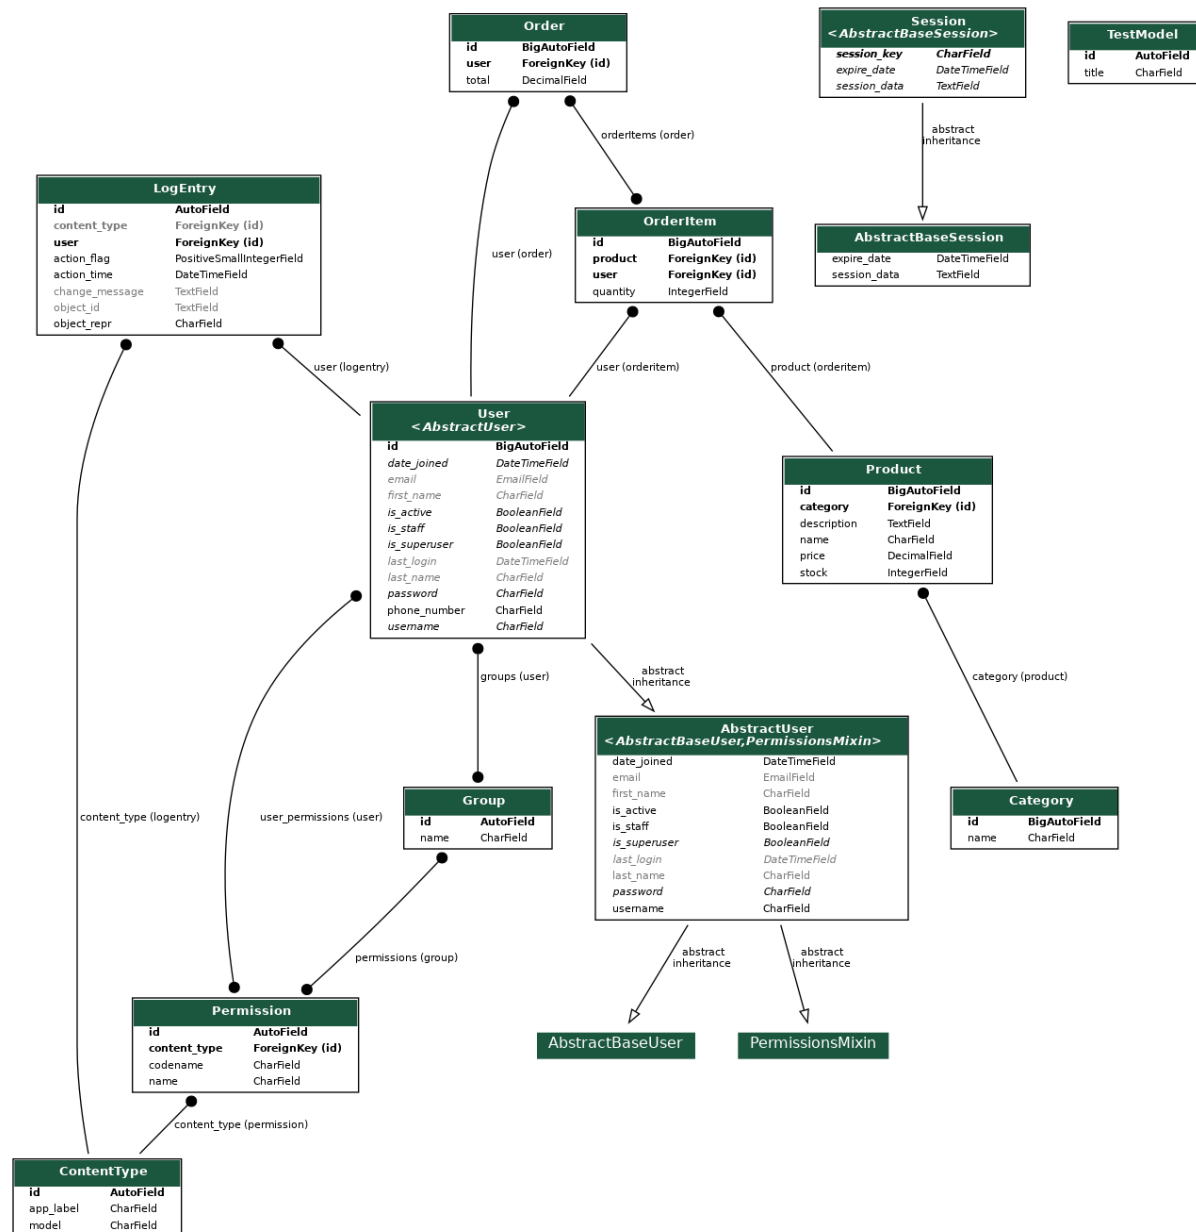 Order
id BigAutoField
user ForeignKey (id)
total DecimalField
Session
<AbstractBaseSession>
session_key CharField
expire_date DateTimeField
session_data TextField
TestModel
id AutoField
title CharField
orderItems (order)
abstract
inheritance
LogEntry
id AutoField
content_type ForeignKey (id)
user ForeignKey (id)
action_flag PositiveSmallIntegerField
action_time DateTimeField
change_message TextField
object_id TextField
object_repr CharField
user (order)
OrderItem
id BigAutoField
product ForeignKey (id)
user ForeignKey (id)
quantity IntegerField
AbstractBaseSession
expire_date DateTimeField
session_data TextField
user (logentry)
user (orderitem)
product (orderitem)
User
<AbstractUser>
id BigAutoField
date_joined DateTimeField
email EmailField
first_name CharField
is_active BooleanField
is_staff BooleanField
is_superuser BooleanField
last_login DateTimeField
last_name CharField
password CharField
phone_number CharField
username CharField
Product
id BigAutoField
category ForeignKey (id)
description TextField
name CharField
price DecimalField
stock IntegerField
groups (user)
abstract
inheritance
category (product)
AbstractUser
<AbstractBaseUser,PermissionsMixin>
date_joined DateTimeField
email EmailField
first_name CharField
is_active BooleanField
is_staff BooleanField
is_superuser BooleanField
last_login DateTimeField
last_name CharField
password CharField
username CharField
content_type (logentry)
user_permissions (user)
Group
id AutoField
name CharField
Category
id BigAutoField
name CharField
permissions (group)
abstract
inheritance
abstract
inheritance
Permission
id AutoField
content_type ForeignKey (id)
codename CharField
name CharField
AbstractBaseUser
PermissionsMixin
content_type (permission)
ContentType
id AutoField
app_label CharField
model CharField